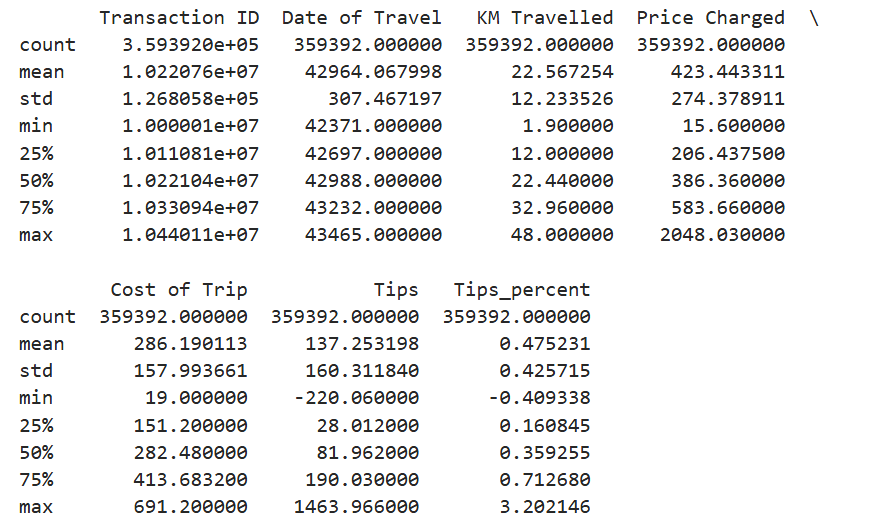 Transaction ID  Date of Travel   KM Travelled  Price Charged  \
count   3.593920e+05   359392.000000  359392.000000  359392.000000
mean    1.022076e+07    42964.067998      22.567254     423.443311
std     1.268058e+05      307.467197      12.233526     274.378911
min     1.000001e+07    42371.000000       1.900000      15.600000
25%     1.011081e+07    42697.000000      12.000000     206.437500
50%     1.022104e+07    42988.000000      22.440000     386.360000
75%     1.033094e+07    43232.000000      32.960000     583.660000
max     1.044011e+07    43465.000000      48.000000    2048.030000
Cost of Trip           Tips   Tips_percent
count  359392.000000  359392.000000  359392.000000
mean      286.190113     137.253198       0.475231
std       157.993661     160.311840       0.425715
min        19.000000    -220.060000      -0.409338
25%       151.200000      28.012000       0.160845
50%       282.480000      81.962000       0.359255
75%       413.683200     190.030000       0.712680
max       691.200000    1463.966000       3.202146